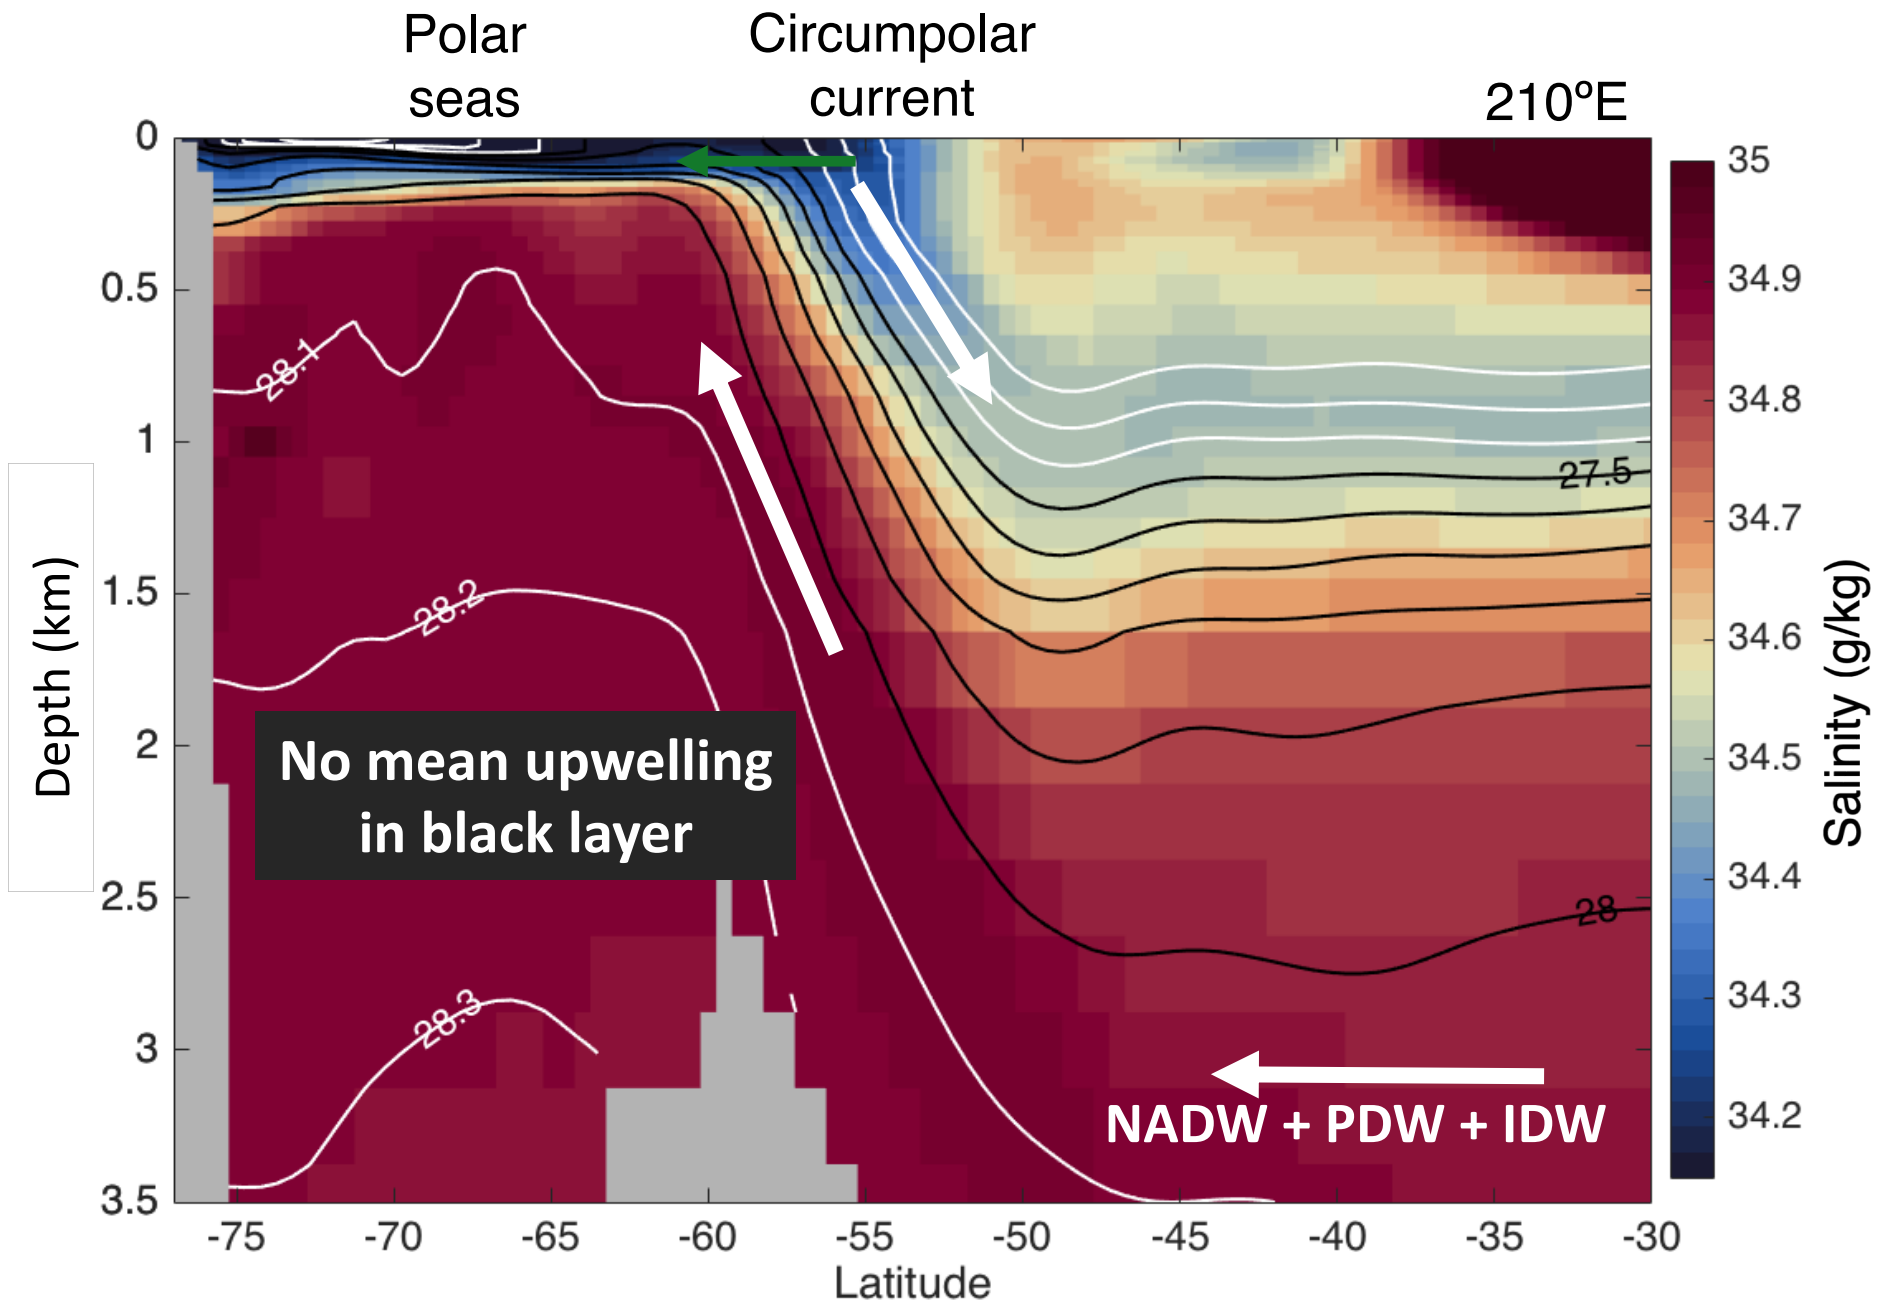 Polar
seas
Circumpolar
current
210ºE
0
0.5
1
1.5
2
2.5
3
3.5
Depth (km)
28.1
28.2
28.3
27.5
28
No mean upwelling
in black layer
NADW + PDW + IDW
-75
-70
-65
-60
-55
-50
-45
-40
-35
-30
Latitude
35
34.9
34.8
34.7
34.6
34.5
34.4
34.3
34.2
Salinity (g/kg)